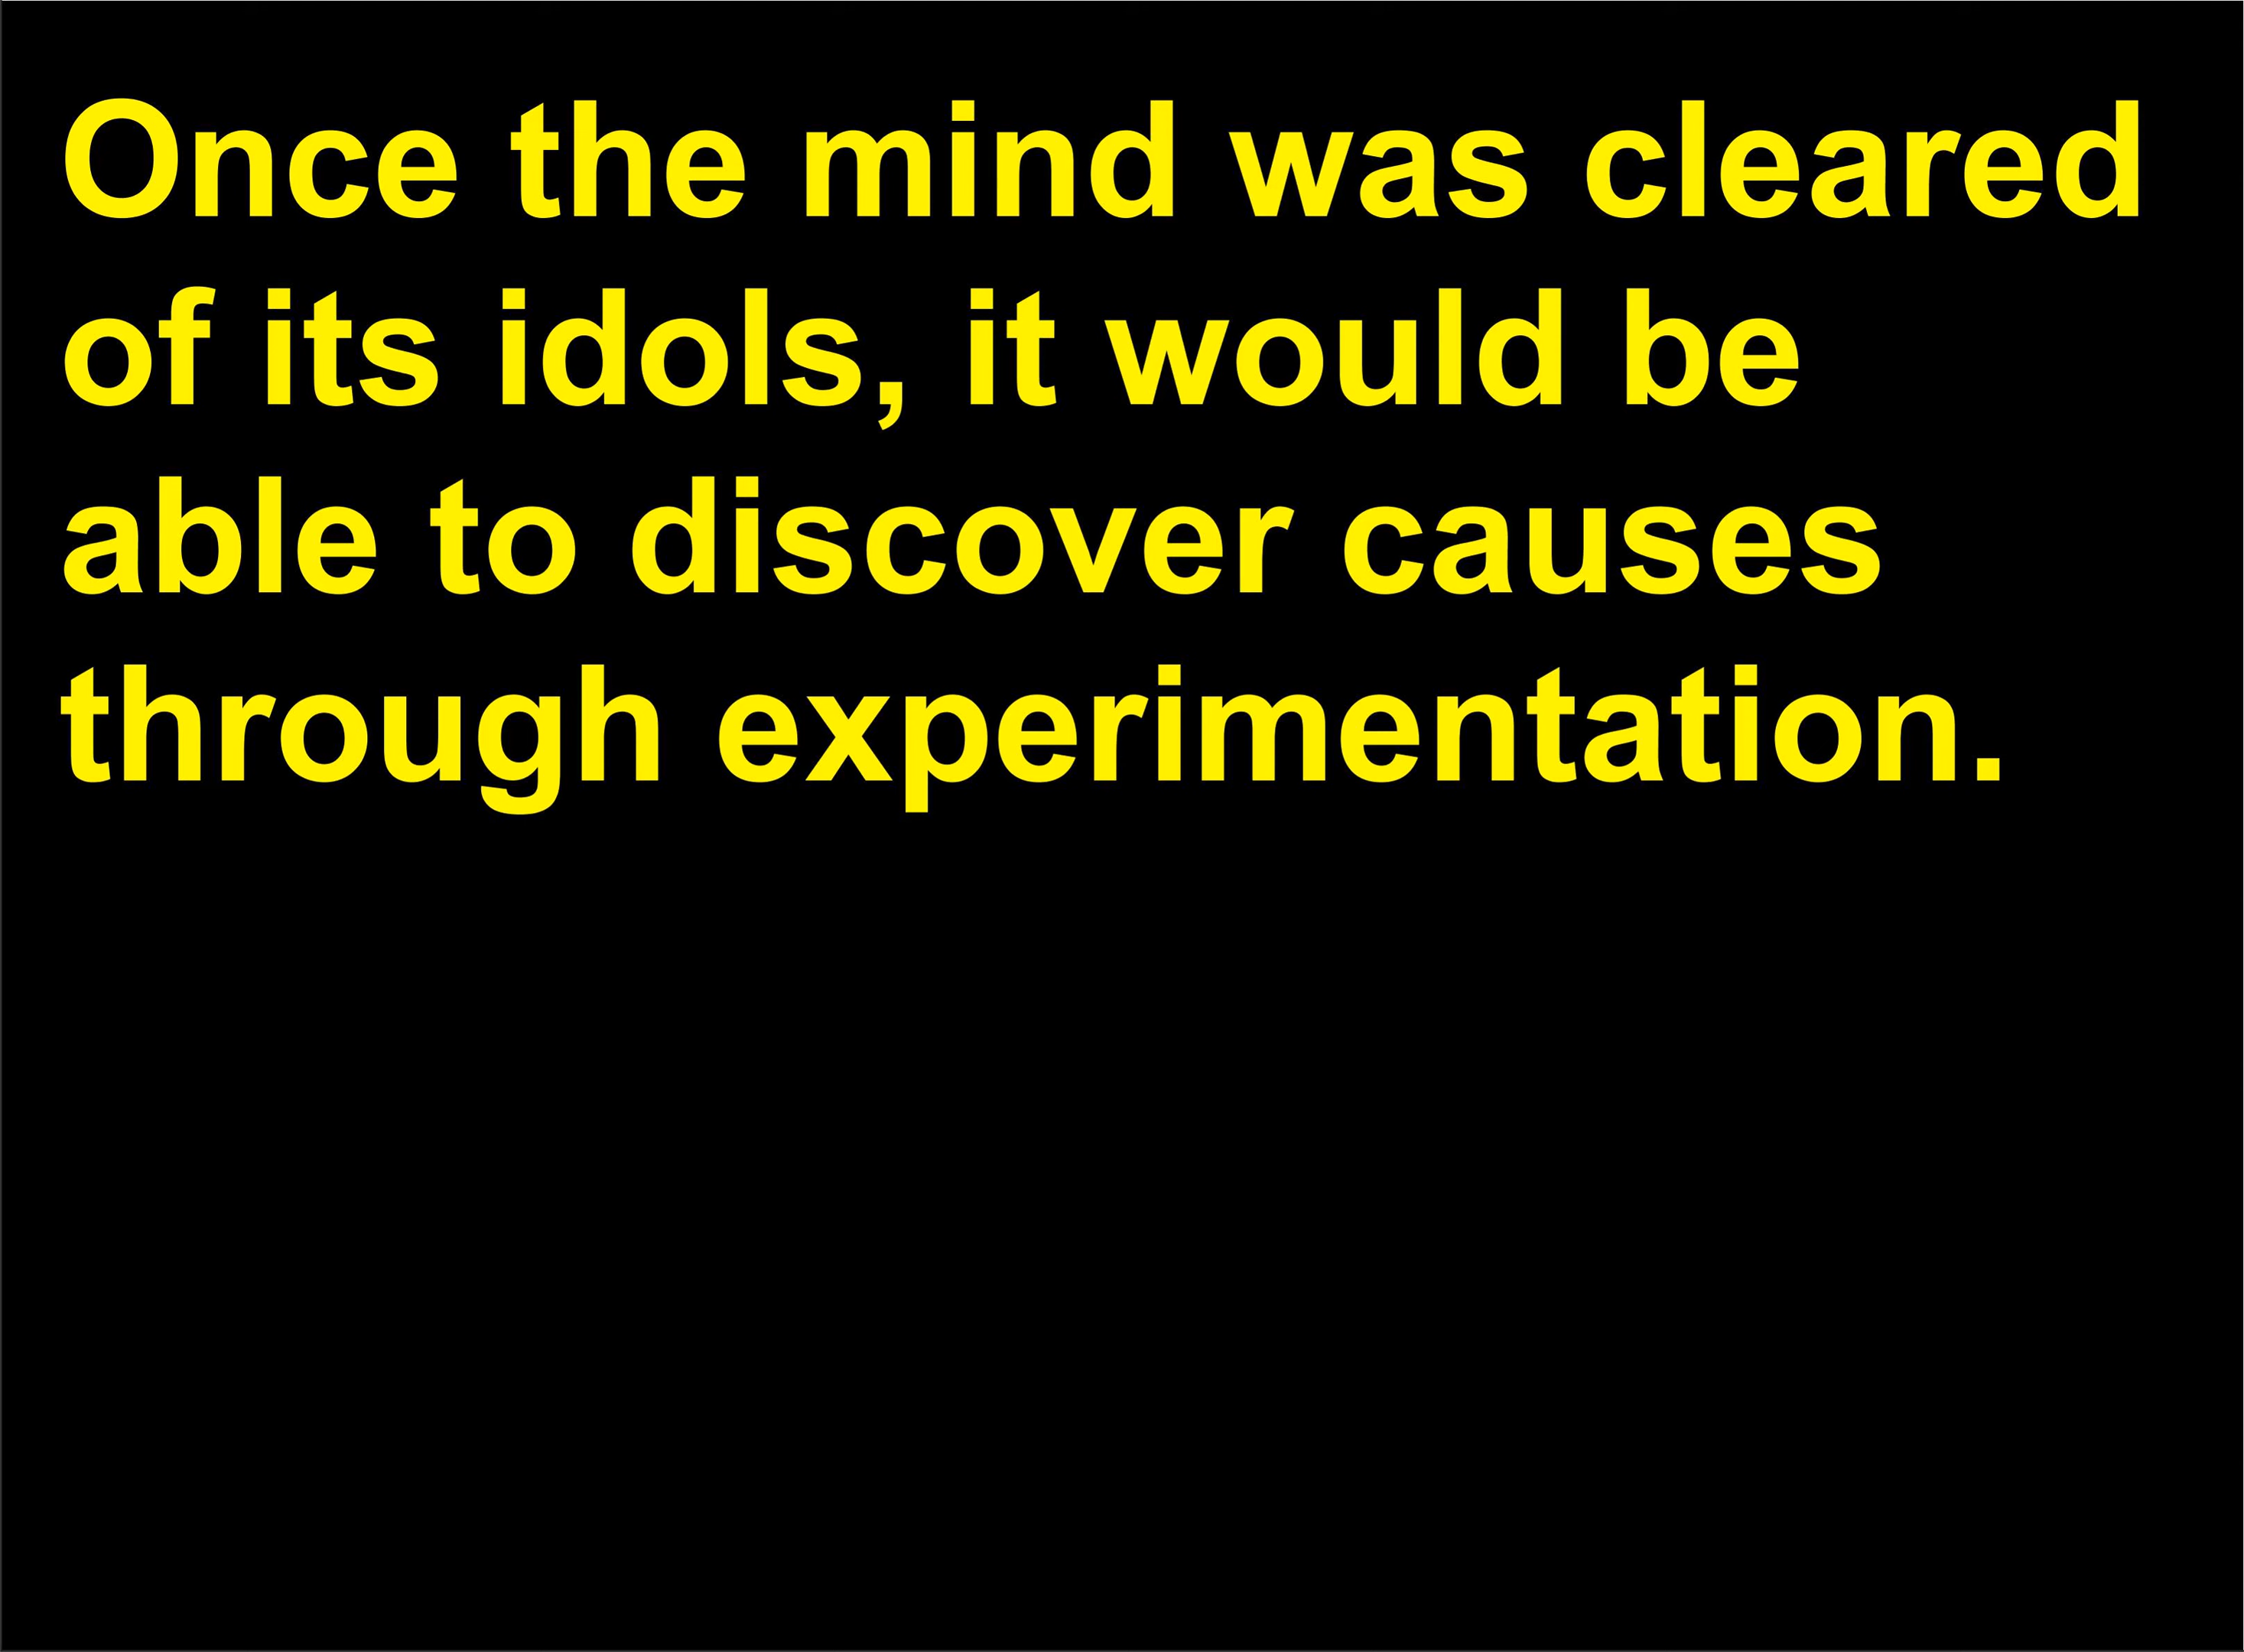 Once the mind was cleared
of its idols, it would be
able to discover causes
through experimentation.